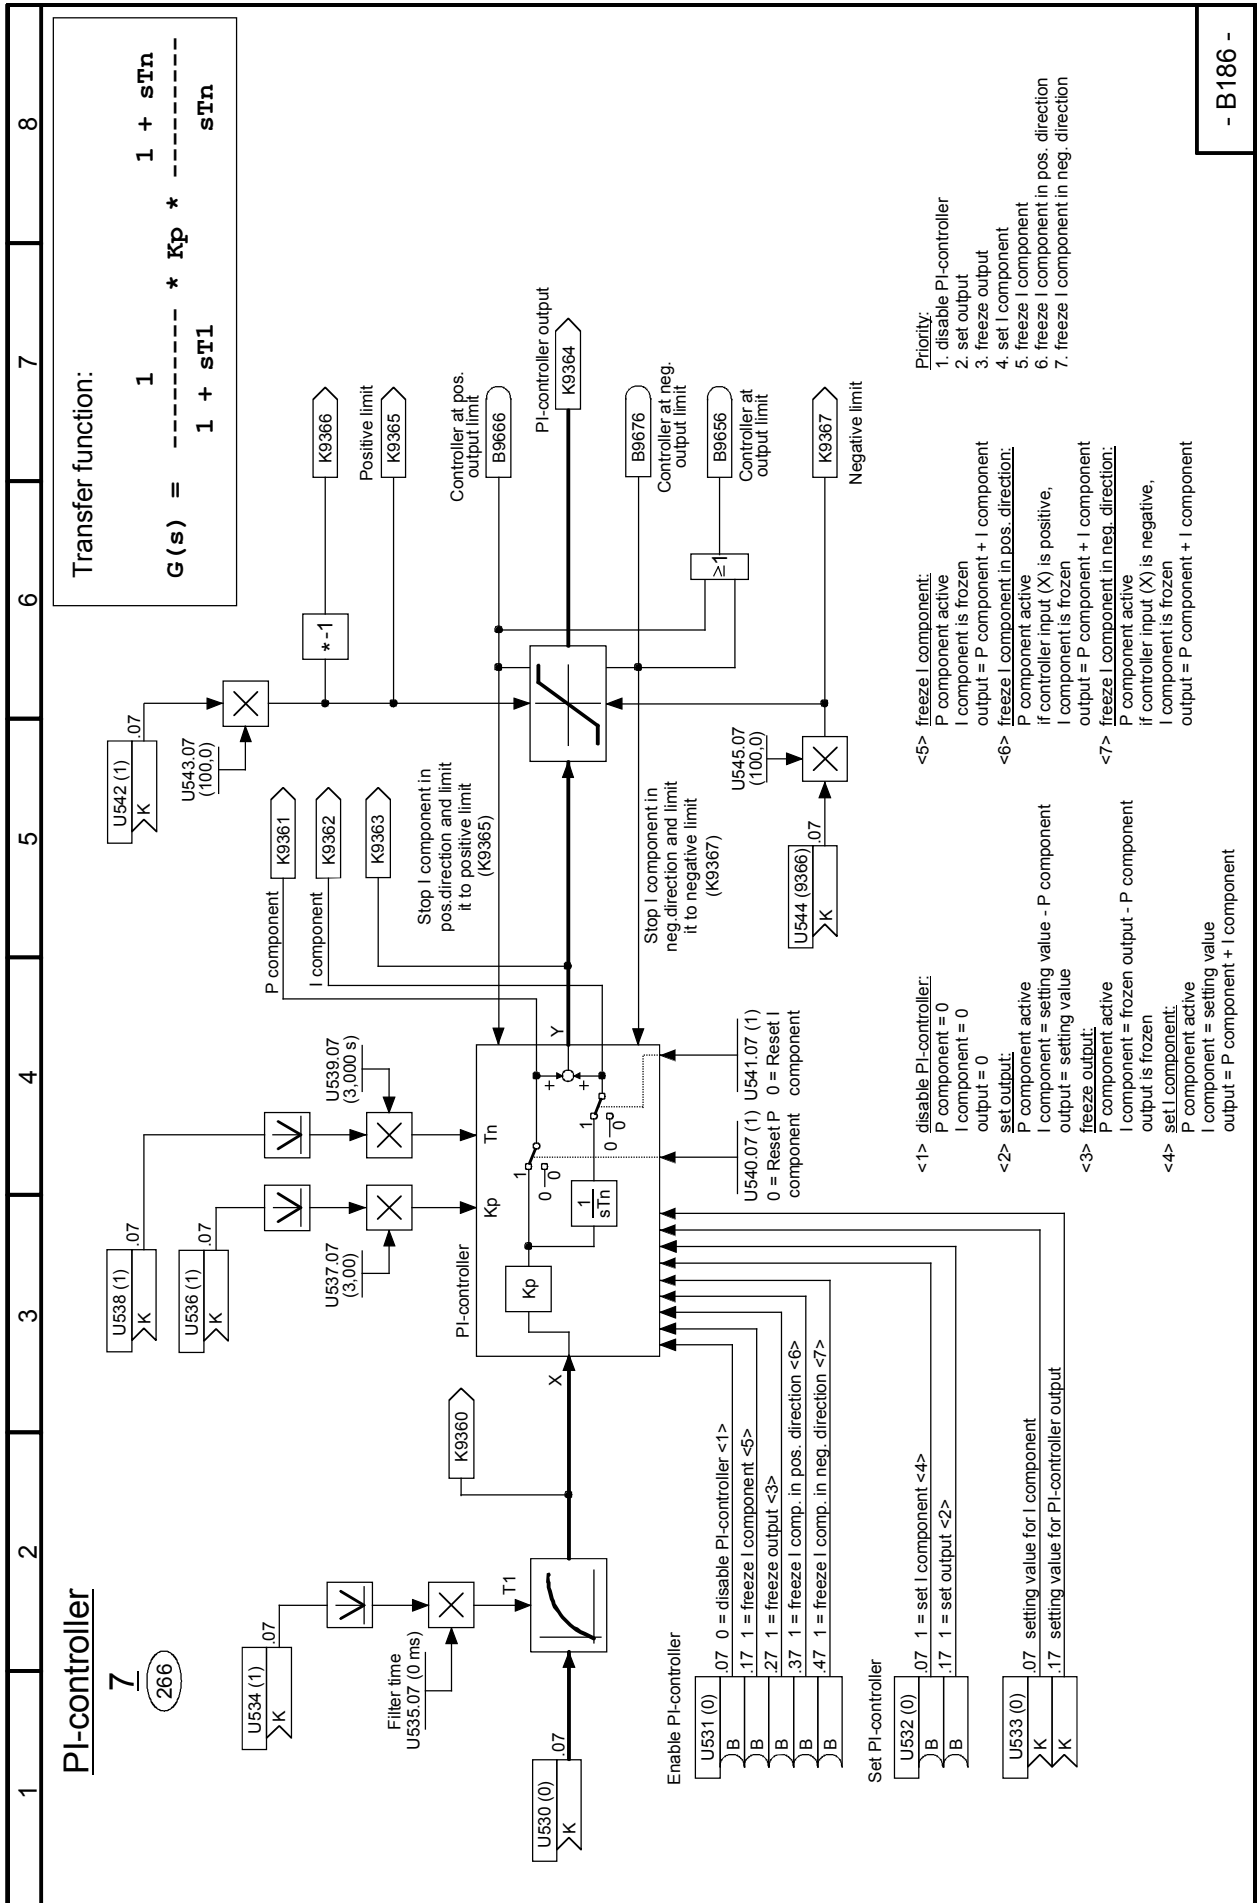 1 2 3 4 5 6 7 8
PI-controller
7
266
Transfer function:
1 1 + sTn
G(s) = -------- * Kp * ---------
1 + sT1 sTn
U534 (1)
K
.07
Filter time
U535.07 (0 ms)
T1
U530 (0)
K
.07
K9360
X
U538 (1)
K
.07
U536 (1)
K
.07
U537.07
(3,00)
U539.07
(3,000 s)
PI-controller
Kp
Tn
Kp
1
sTn
1
0
0
1
0
0
+
+
Y
U540.07 (1)
0 = Reset P
component
U541.07 (1)
0 = Reset I
component
P component
K9361
I component
K9362
K9363
Stop I component in
pos.direction and limit
it to positive limit
(K9365)
Stop I component in
neg.direction and limit
it to negative limit
(K9367)
U542 (1)
K
.07
U543.07
(100,0)
U545.07
(100,0)
U544 (9366)
K
.07
*-1
≥1
K9366
Positive limit
K9365
Controller at pos.
output limit
B9666
PI-controller output
K9364
B9676
Controller at neg.
output limit
B9656
Controller at
output limit
K9367
Negative limit
Enable PI-controller
U531 (0)
B .07 0 = disable PI-controller <1>
B .17 1 = freeze I component <5>
B .27 1 = freeze output <3>
B .37 1 = freeze I comp. in pos. direction <6>
B .47 1 = freeze I comp. in neg. direction <7>
Set PI-controller
U532 (0)
B .07 1 = set I component <4>
B .17 1 = set output <2>
U533 (0)
K .07 setting value for I component
K .17 setting value for PI-controller output
<1> disable PI-controller:
P component = 0
I component = 0
output = 0
<2> set output:
P component active
I component = setting value - P component
output = setting value
<3> freeze output:
P component active
I component = frozen output - P component
output is frozen
<4> set I component:
P component active
I component = setting value
output = P component + I component
<5> freeze I component:
P component active
I component is frozen
output = P component + I component
<6> freeze I component in pos. direction:
P component active
if controller input (X) is positive,
I component is frozen
output = P component + I component
<7> freeze I component in neg. direction:
P component active
if controller input (X) is negative,
I component is frozen
output = P component + I component
Priority:
1. disable PI-controller
2. set output
3. freeze output
4. set I component
5. freeze I component
6. freeze I component in pos. direction
7. freeze I component in neg. direction
- B186 -